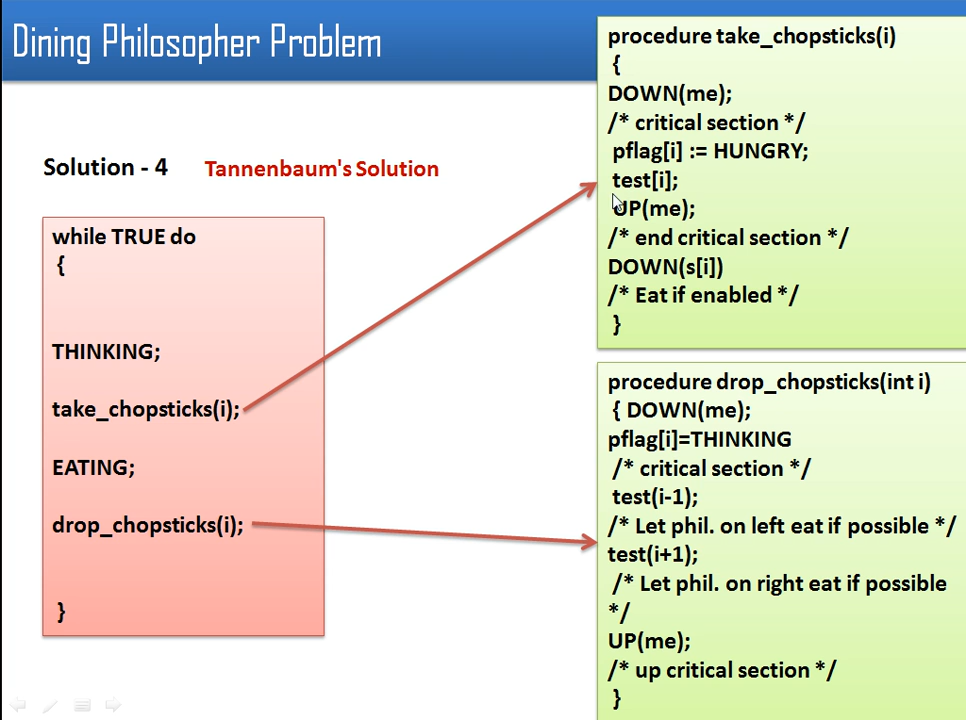 Dining Philosopher Problem
Solution - 4 Tannenbaum's Solution
while TRUE do
{
THINKING;
take_chopsticks(i);
EATING;
drop_chopsticks(i);
}
procedure take_chopsticks(i)
{
DOWN(me);
/* critical section */
pflag[i] := HUNGRY;
test[i];
UP(me);
/* end critical section */
DOWN(s[i])
/* Eat if enabled */
}
procedure drop_chopsticks(int i)
{ DOWN(me);
pflag[i]=THINKING
/* critical section */
test(i-1);
/* Let phil. on left eat if possible */
test(i+1);
/* Let phil. on right eat if possible
*/
UP(me);
/* up critical section */
}